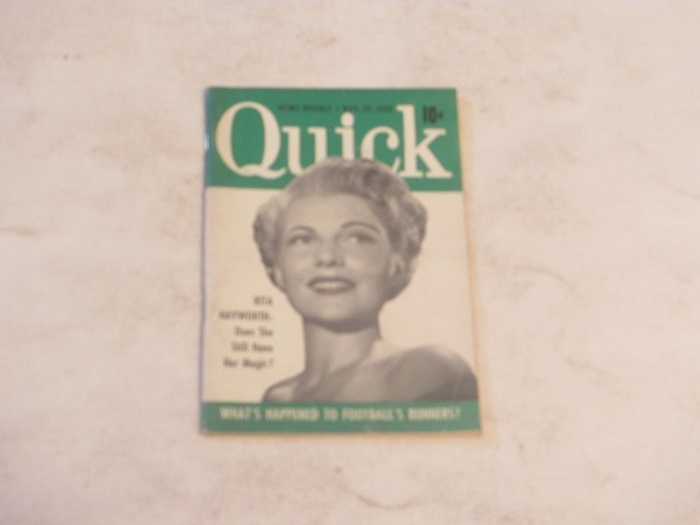 NEWS WEEKLY
10¢
Quick
RITA
HAYWORTH:
Does She
Still Have
Her Magic?
WHAT'S HAPPENED TO FOOTBALL'S RUNNERS?